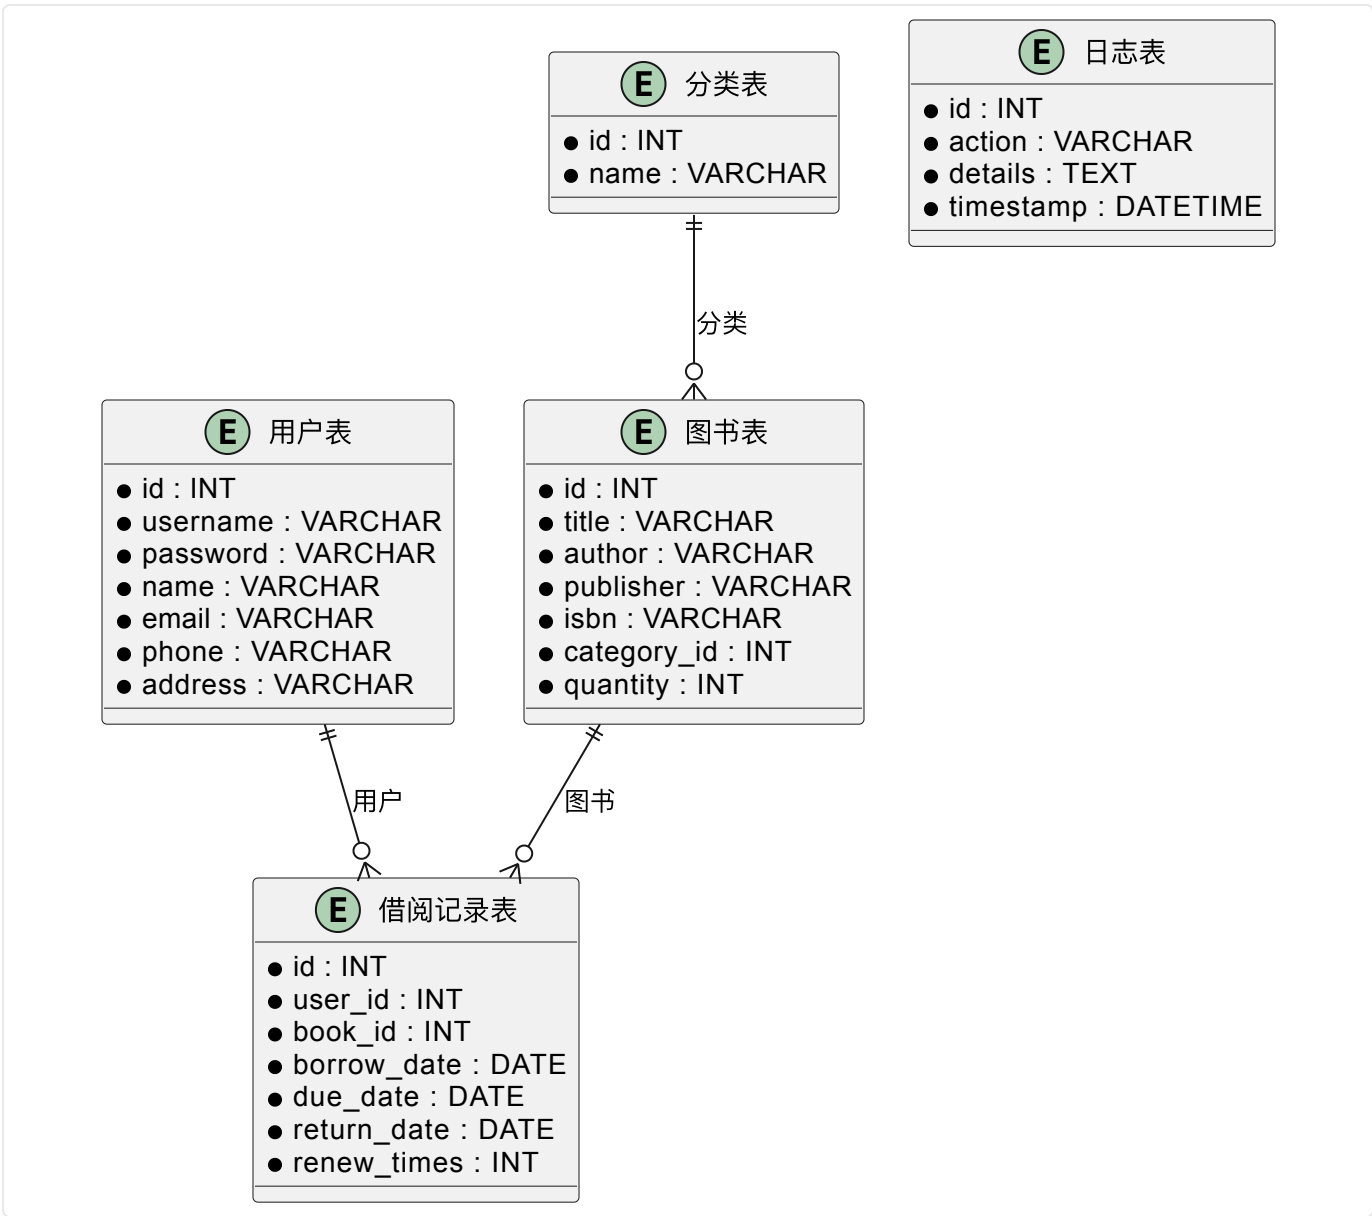 E 分类表
id : INT
name : VARCHAR
E 日志表
id : INT
action : VARCHAR
details : TEXT
timestamp : DATETIME
分类
E 用户表
id : INT
username : VARCHAR
password : VARCHAR
name : VARCHAR
email : VARCHAR
phone : VARCHAR
address : VARCHAR
E 图书表
id : INT
title : VARCHAR
author : VARCHAR
publisher : VARCHAR
isbn : VARCHAR
category_id : INT
quantity : INT
用户
图书
E 借阅记录表
id : INT
user_id : INT
book_id : INT
borrow_date : DATE
due_date : DATE
return_date : DATE
renew_times : INT